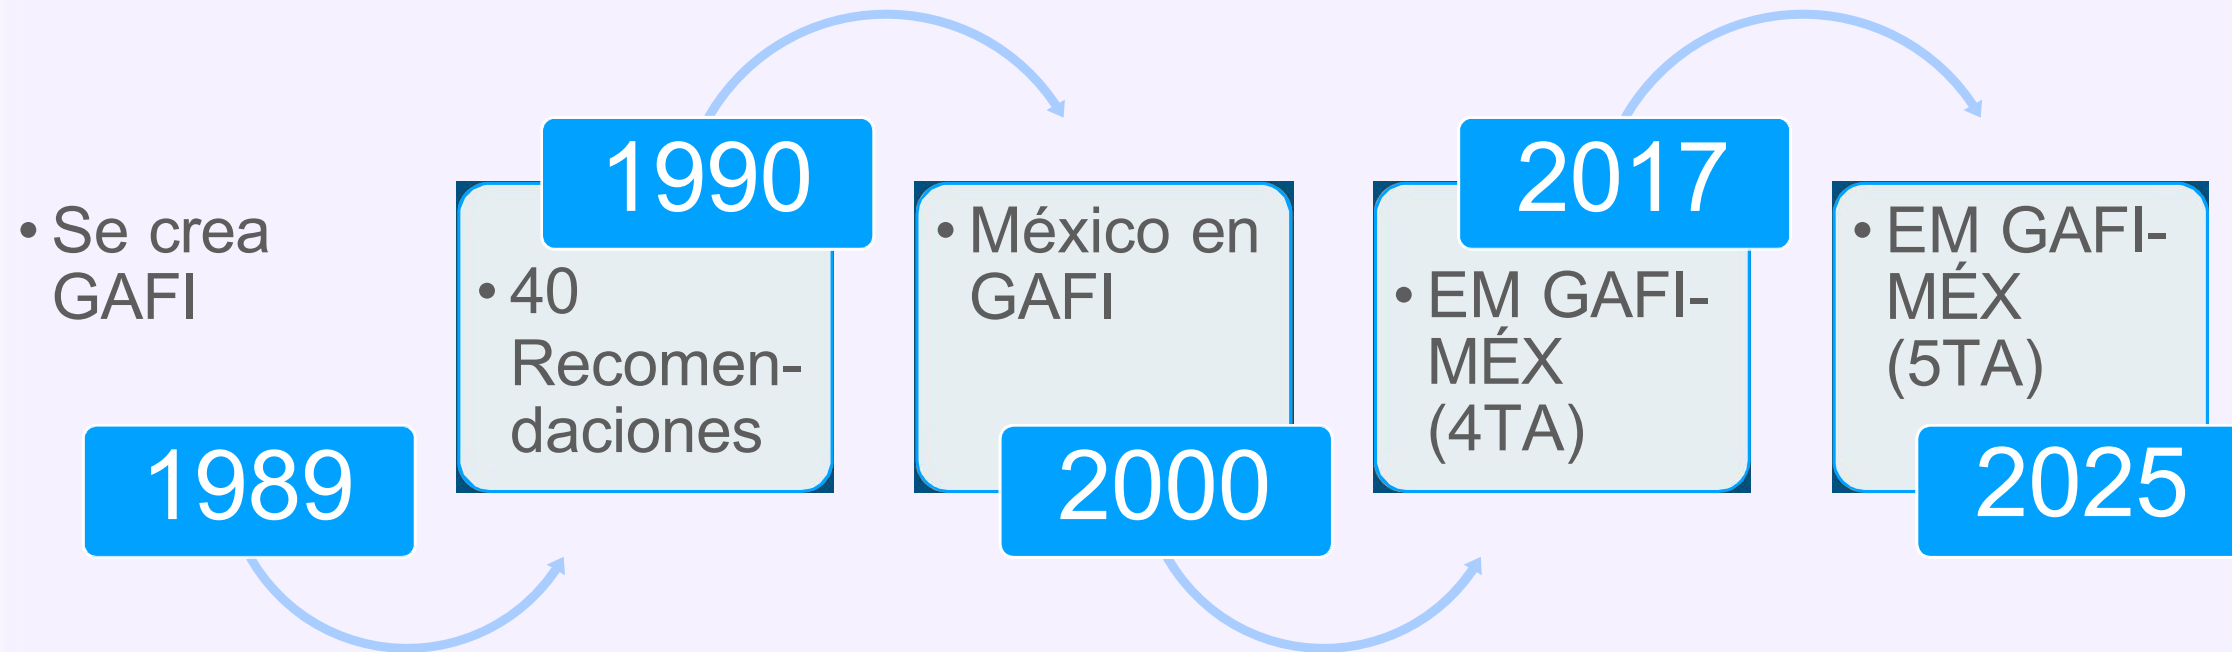 • Se crea
GAFI
1989
1990
• 40
Recomen-
daciones
• México en
GAFI
2000
2017
• EM GAFI-
MÉX
(4TA)
• EM GAFI-
MÉX
(5TA)
2025